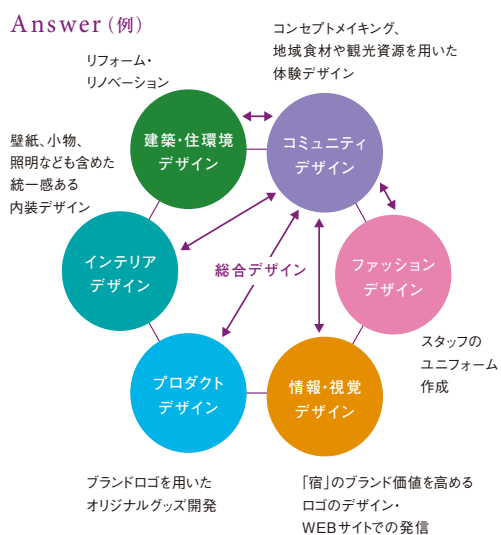 Answer（例）
コンセプトメイキング、
地域食材や観光資源を用いた
体験デザイン
リフォーム・
リノベーション
建築・住環境
デザイン
コミュニティ
デザイン
壁紙、小物、
照明なども含めた
統一感ある
内装デザイン
インテリア
デザイン
総合デザイン
ファッション
デザイン
スタッフの
ユニフォーム
作成
プロダクト
デザイン
情報・視覚
デザイン
ブランドロゴを用いた
オリジナルグッズ開発
「宿」のブランド価値を高める
ロゴのデザイン・
WEBサイトでの発信